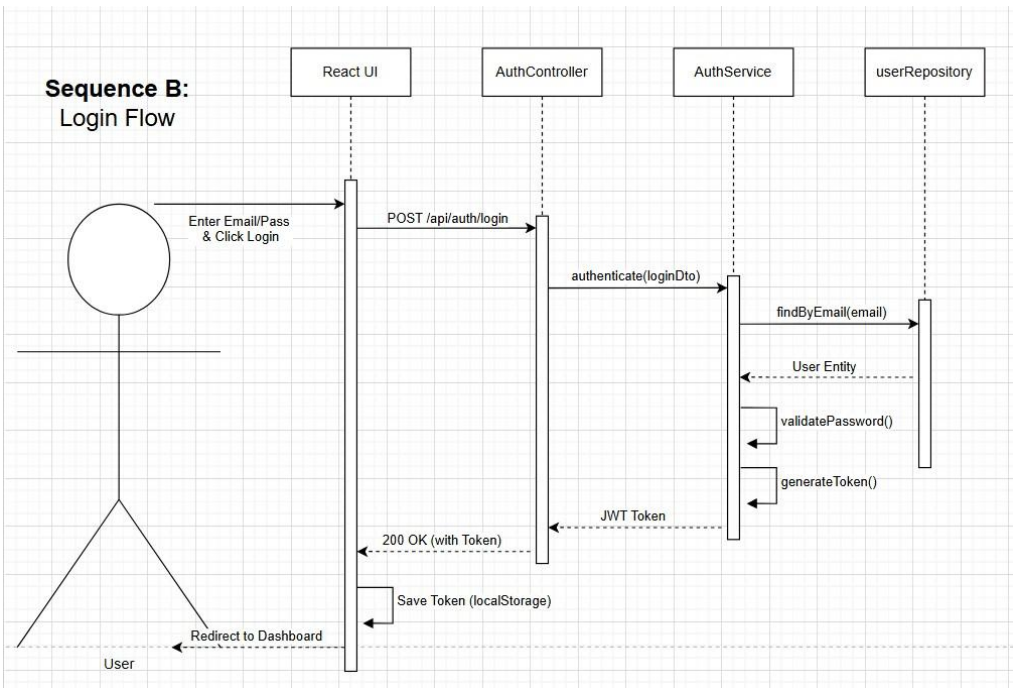 Sequence B:
Login Flow
React UI
AuthController
AuthService
userRepository
Enter Email/Pass
& Click Login
POST /api/auth/login
authenticate(loginDto)
findByEmail(email)
User Entity
validatePassword()
generateToken()
JWT Token
200 OK (with Token)
Save Token (localStorage)
Redirect to Dashboard
User